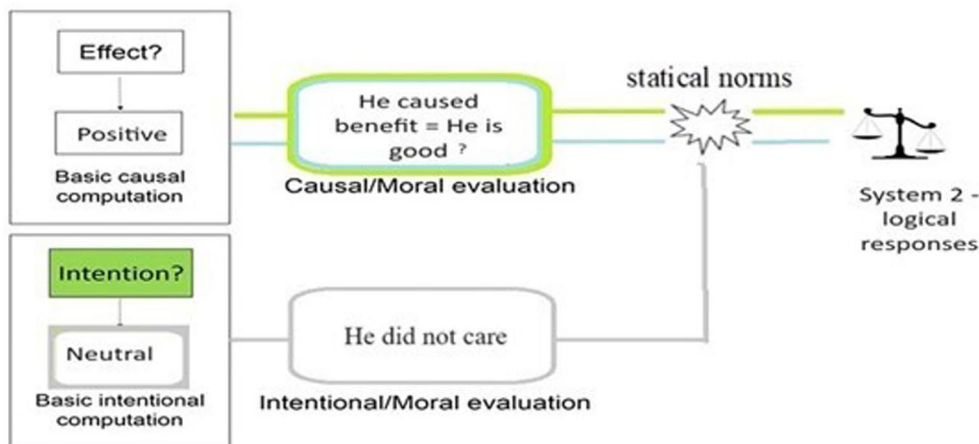 Effect?
Positive
Basic causal
computation
He caused
benefit = He is
good ?
Causal/Moral evaluation
statical norms
System 2 -
logical
responses
Intention?
Neutral
Basic intentional
computation
He did not care
Intentional/Moral evaluation